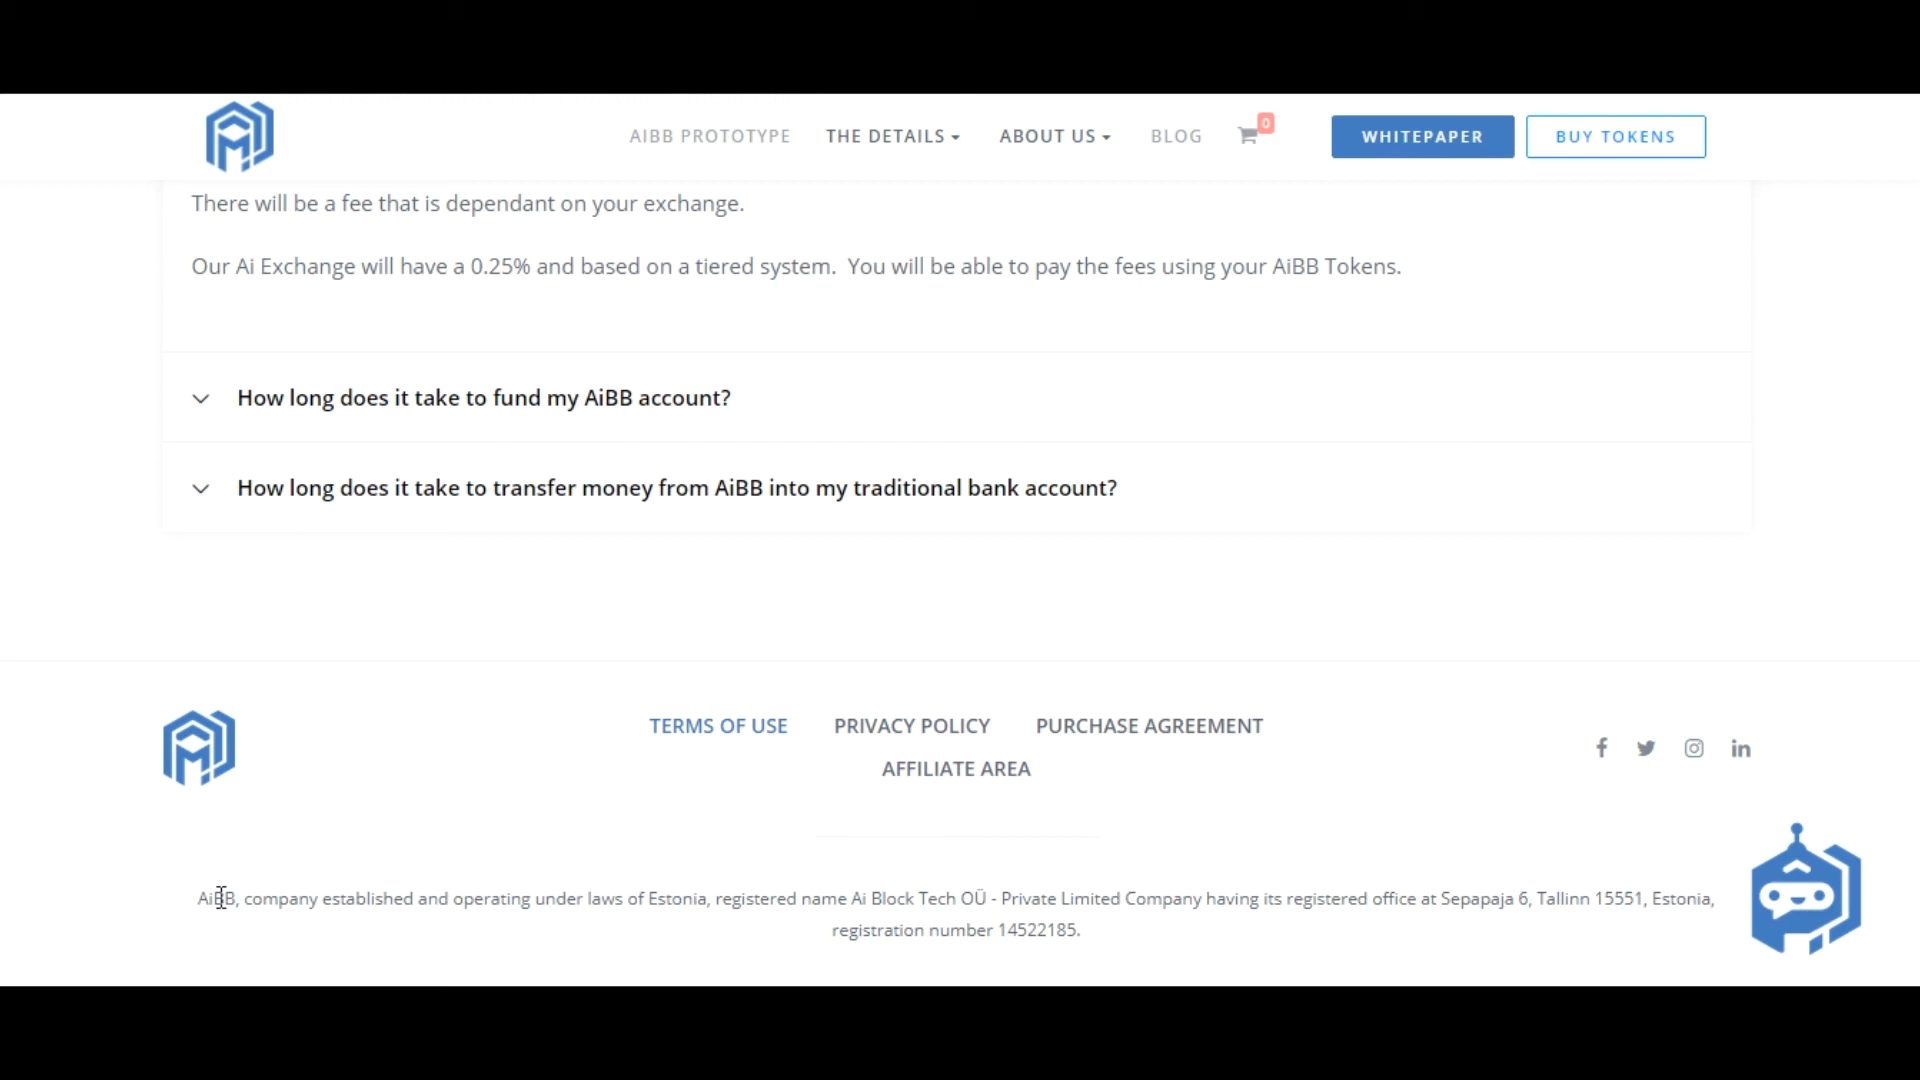 AIBB PROTOTYPE THE DETAILS ABOUT US BLOG 0 WHITEPAPER BUY TOKENS
There will be a fee that is dependant on your exchange.
Our Ai Exchange will have a 0.25% and based on a tiered system. You will be able to pay the fees using your AiBB Tokens.
How long does it take to fund my AiBB account?
How long does it take to transfer money from AiBB into my traditional bank account?
TERMS OF USE PRIVACY POLICY PURCHASE AGREEMENT
AFFILIATE AREA
AiBB, company established and operating under laws of Estonia, registered name Ai Block Tech OÜ - Private Limited Company having its registered office at Sepapaja 6, Tallinn 15551, Estonia,
registration number 14522185.